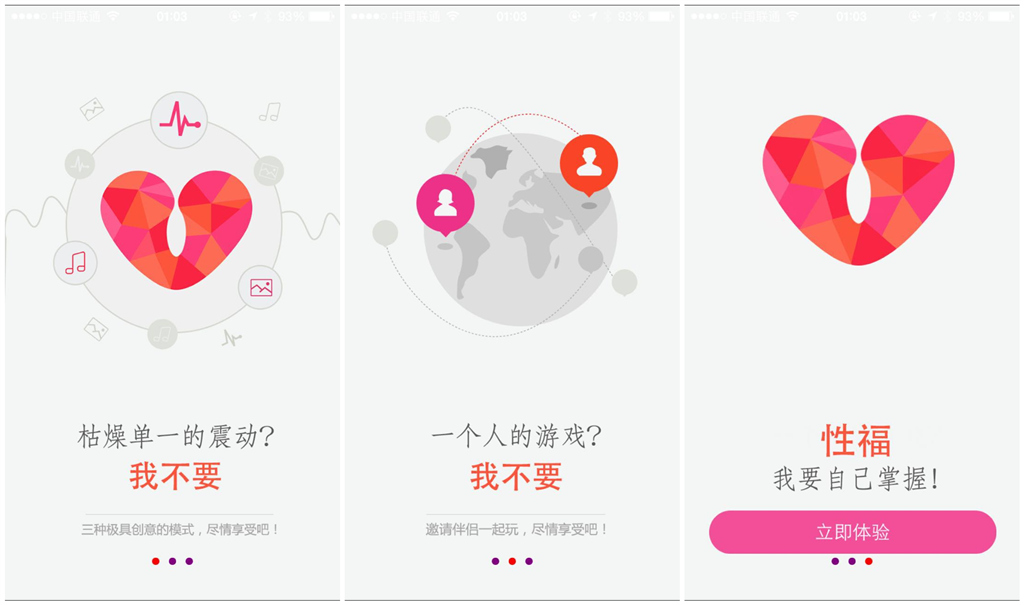 中国联通 01:03 93%
枯燥单一的震动?
我不要
三种极具创意的模式，尽情享受吧！
中国联通 01:03 93%
一个人的游戏?
我不要
邀请伴侣一起玩，尽情享受吧！
中国联通 01:03 93%
性福
我要自己掌握!
立即体验